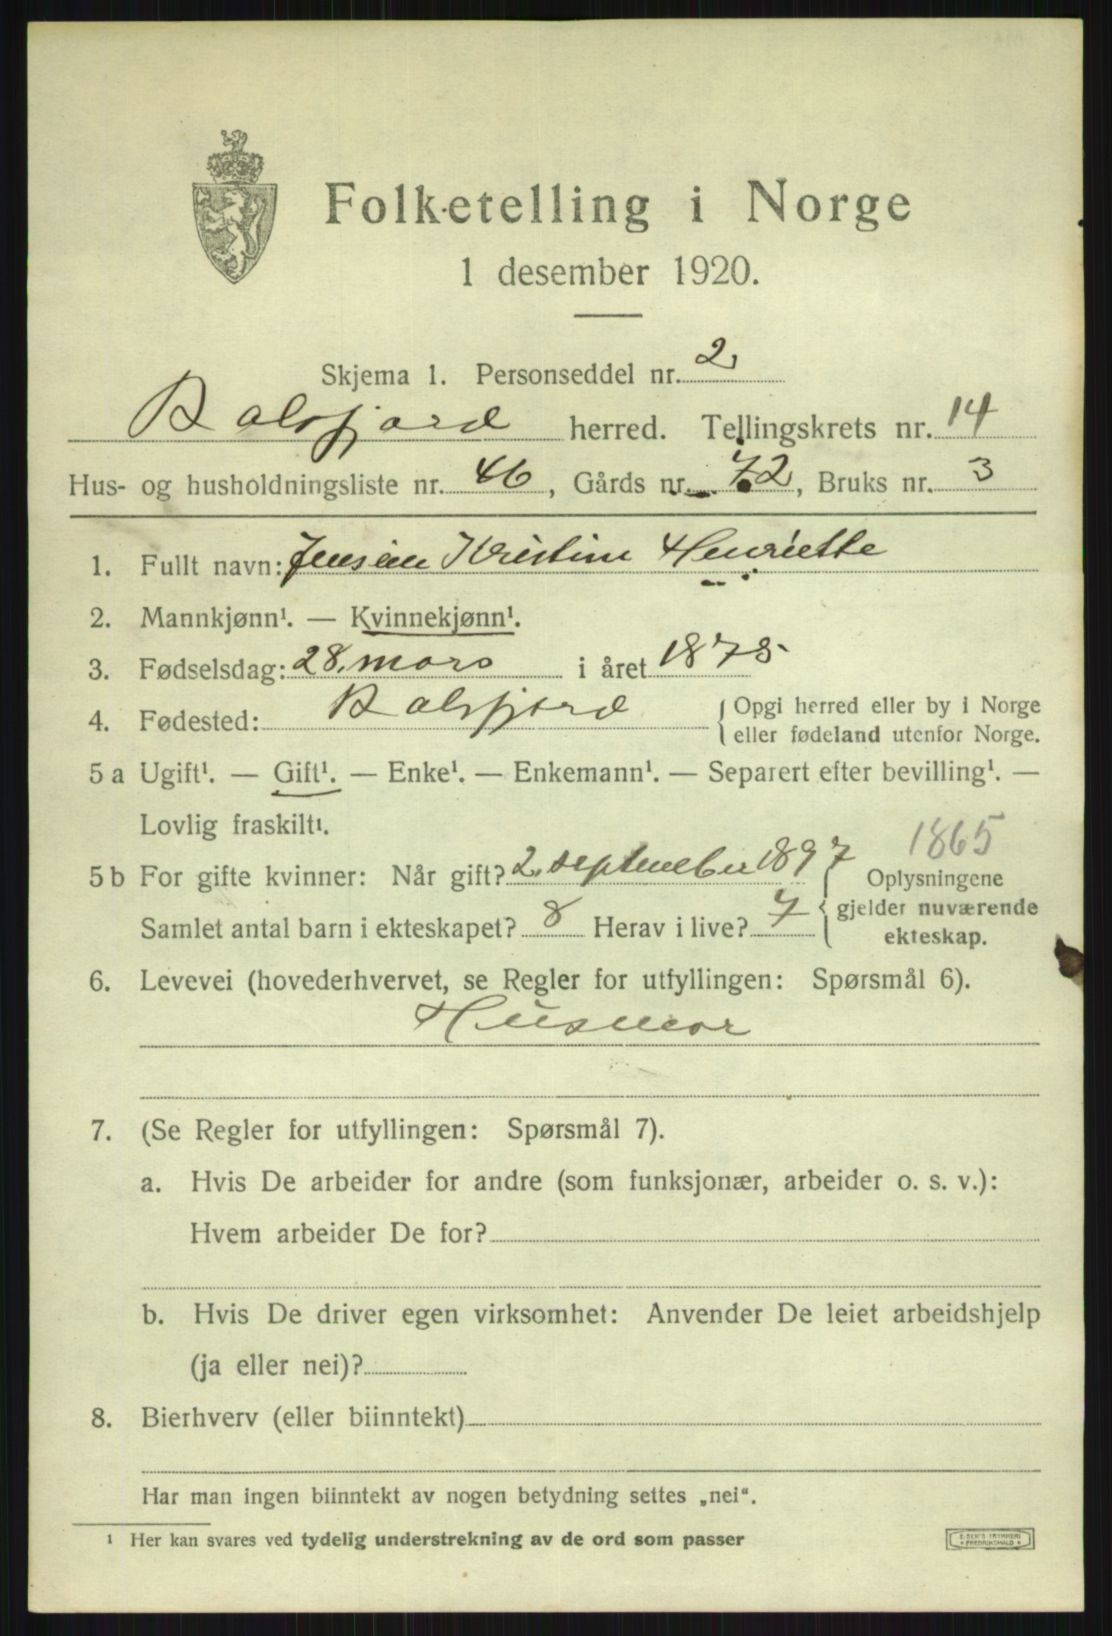 Folketelling i Norge
1 desember 1920.
Skjema 1. Personseddel nr. 2
Balsfjord herred. Tellingskrets nr. 14
Hus- og husholdningsliste nr. 46, Gårds nr. 72, Bruks nr. 3
1. Fullt navn: Jensen Kristine Henriette
2. Mannkjønn¹. — Kvinnekjønn¹.
3. Fødselsdag: 28. mars i året 1875
4. Fødested: Balsfjord { Opgi herred eller by i Norge
eller fødeland utenfor Norge.
5 a Ugift¹. — Gift¹. — Enke¹. — Enkemann¹. — Separert efter bevilling¹. —
Lovlig fraskilt¹.
1865
5 b For gifte kvinner: Når gift? 2. september 1897 { Oplysningene
Samlet antal barn i ekteskapet? 8 Herav i live? 7 gjelder nuværende
ekteskap.
6. Levevei (hovederhvervet, se Regler for utfyllingen: Spørsmål 6).
Husmor
7. (Se Regler for utfyllingen: Spørsmål 7).
a. Hvis De arbeider for andre (som funksjonær, arbeider o. s. v.):
Hvem arbeider De for?
b. Hvis De driver egen virksomhet: Anvender De leiet arbeidshjelp
(ja eller nei)?
8. Bierhverv (eller biinntekt)
Har man ingen biinntekt av nogen betydning settes „nei“.
¹ Her kan svares ved tydelig understrekning av de ord som passer